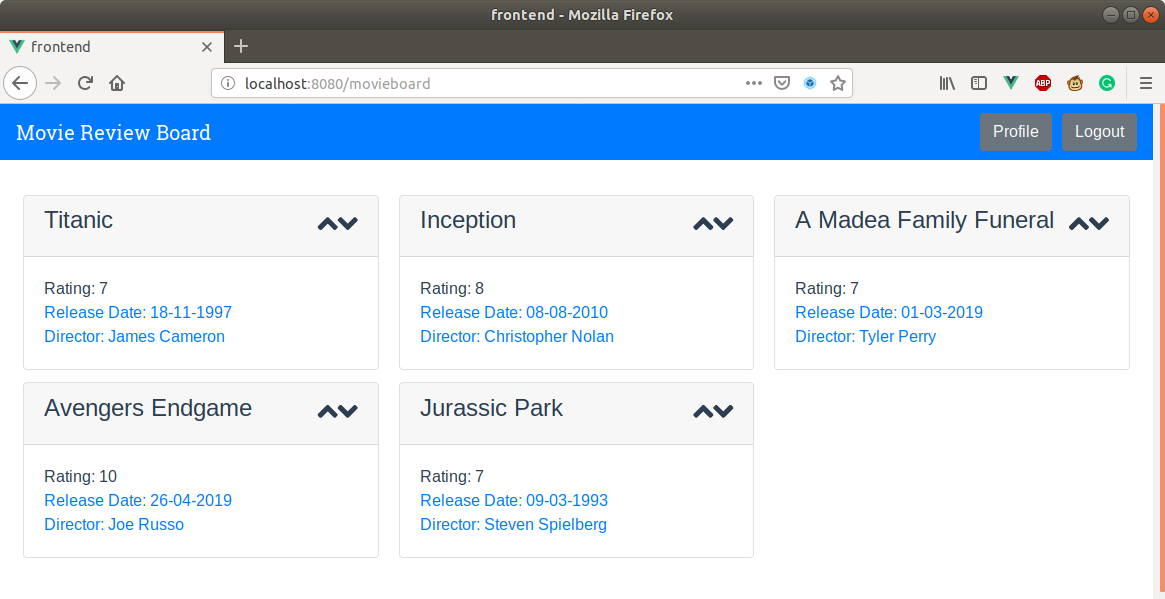 frontend - Mozilla Firefox
frontend
localhost:8080/movieboard
ABP
Movie Review Board
Profile
Logout
Titanic
Rating: 7
Release Date: 18-11-1997
Director: James Cameron
Inception
Rating: 8
Release Date: 08-08-2010
Director: Christopher Nolan
A Madea Family Funeral
Rating: 7
Release Date: 01-03-2019
Director: Tyler Perry
Avengers Endgame
Rating: 10
Release Date: 26-04-2019
Director: Joe Russo
Jurassic Park
Rating: 7
Release Date: 09-03-1993
Director: Steven Spielberg